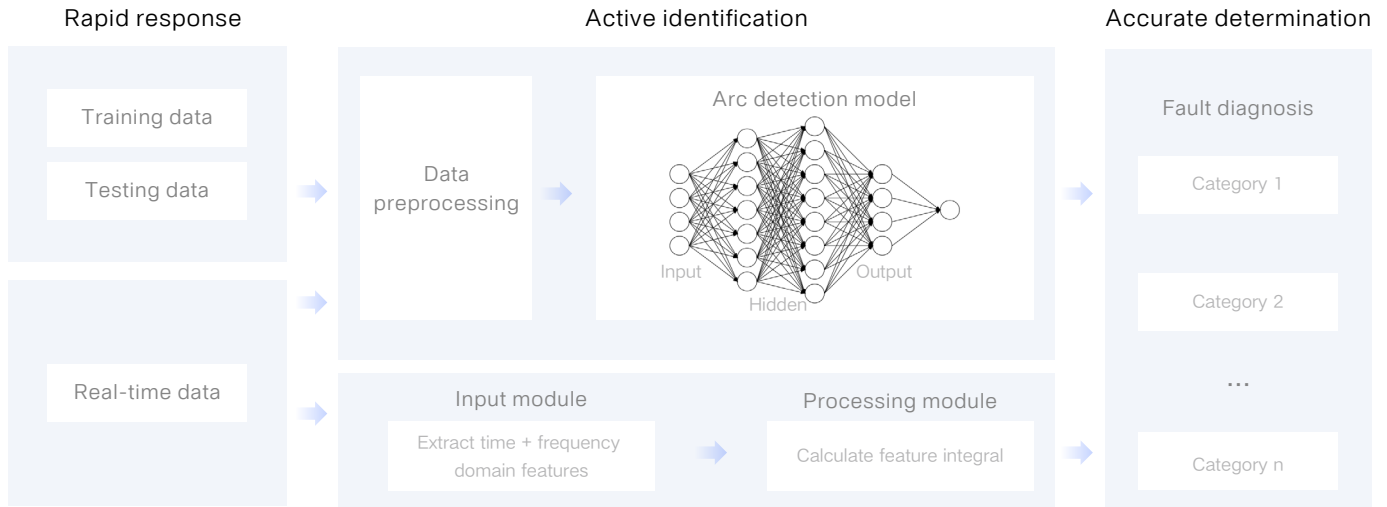 Rapid response
Active identification
Accurate determination
Training data
Testing data
Real-time data
Data
preprocessing
Arc detection model
Input
Hidden
Output
Input module
Extract time + frequency
domain features
Processing module
Calculate feature integral
Fault diagnosis
Category 1
Category 2
...
Category n